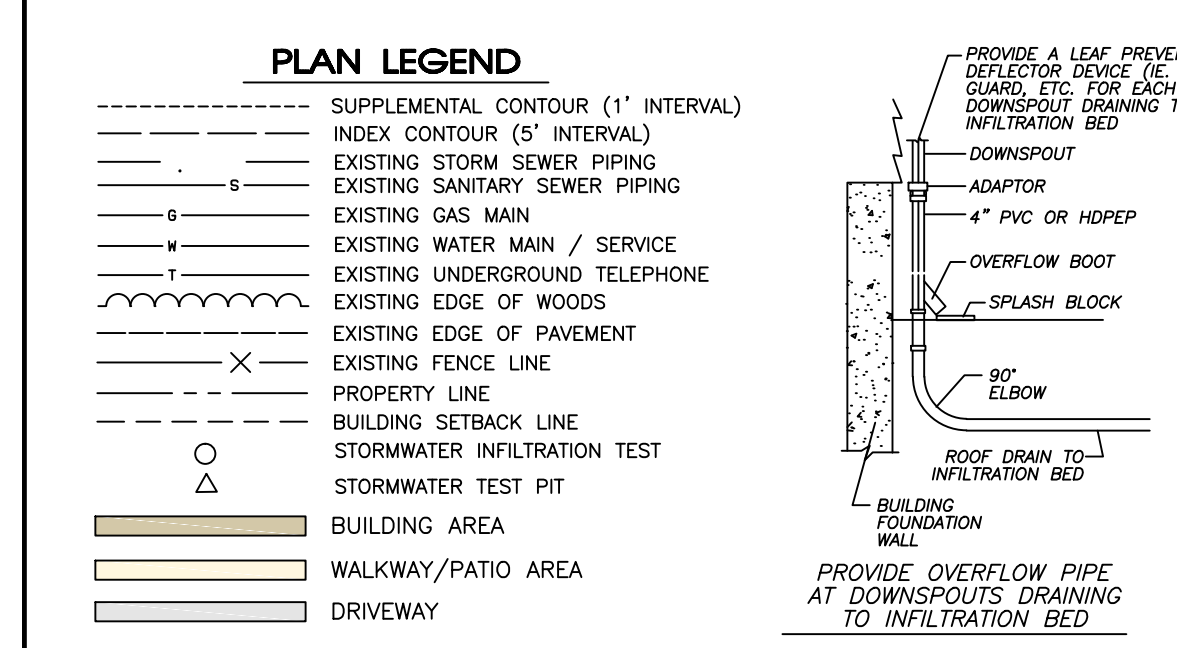 PLAN LEGEND
SUPPLEMENTAL CONTOUR (1' INTERVAL)
INDEX CONTOUR (5' INTERVAL)
EXISTING STORM SEWER PIPING
S
EXISTING SANITARY SEWER PIPING
G
EXISTING GAS MAIN
W
EXISTING WATER MAIN / SERVICE
T
EXISTING UNDERGROUND TELEPHONE
EXISTING EDGE OF WOODS
EXISTING EDGE OF PAVEMENT
EXISTING FENCE LINE
PROPERTY LINE
BUILDING SETBACK LINE
STORMWATER INFILTRATION TEST
STORMWATER TEST PIT
BUILDING AREA
WALKWAY/PATIO AREA
DRIVEWAY
PROVIDE A LEAF
DEFLECTOR DEVICE (IE.
GUARD, ETC. FOR EACH
DOWNSPOUT DRAINING
INFILTRATION BED
DOWNSPOUT
ADAPTOR
4" PVC OR HDPEP
OVERFLOW BOOT
SPLASH BLOCK
90°
ELBOW
ROOF DRAIN TO
INFILTRATION BED
BUILDING
FOUNDATION
WALL
PROVIDE OVERFLOW PIPE
AT DOWNSPOUTS DRAINING
TO INFILTRATION BED